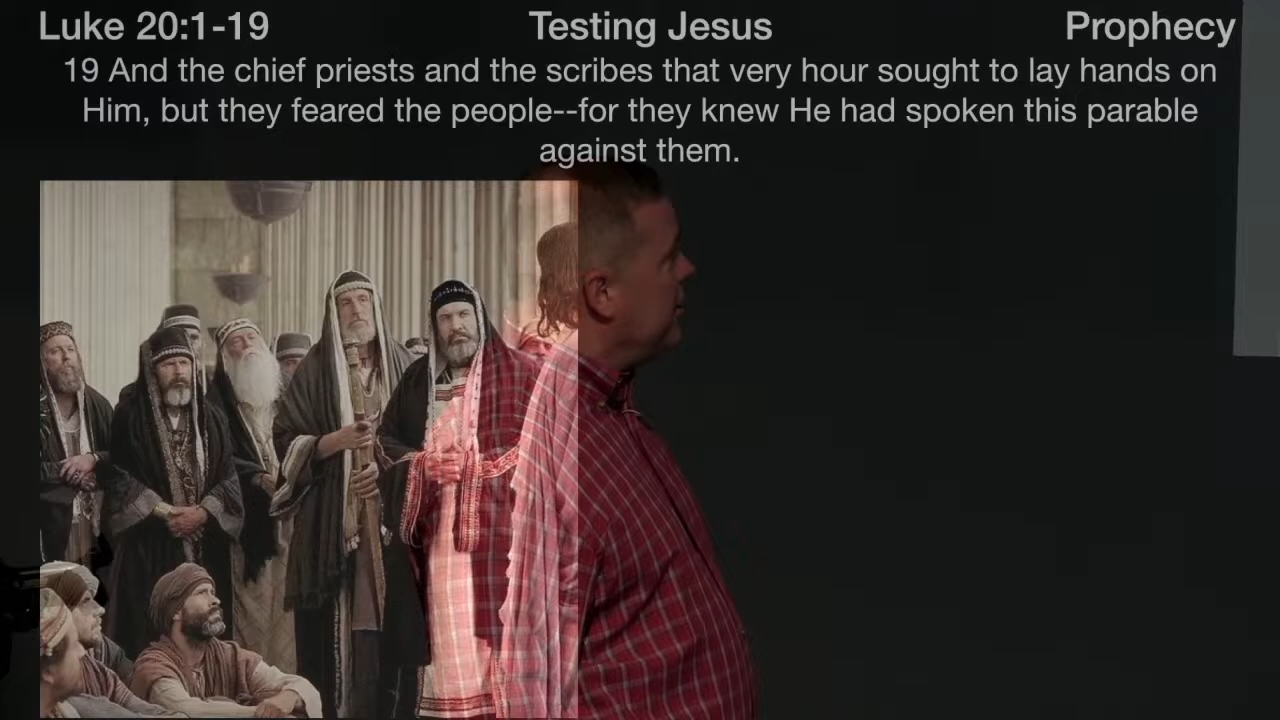 Luke 20:1-19 Testing Jesus Prophecy
19 And the chief priests and the scribes that very hour sought to lay hands on
Him, but they feared the people--for they knew He had spoken this parable
against them.